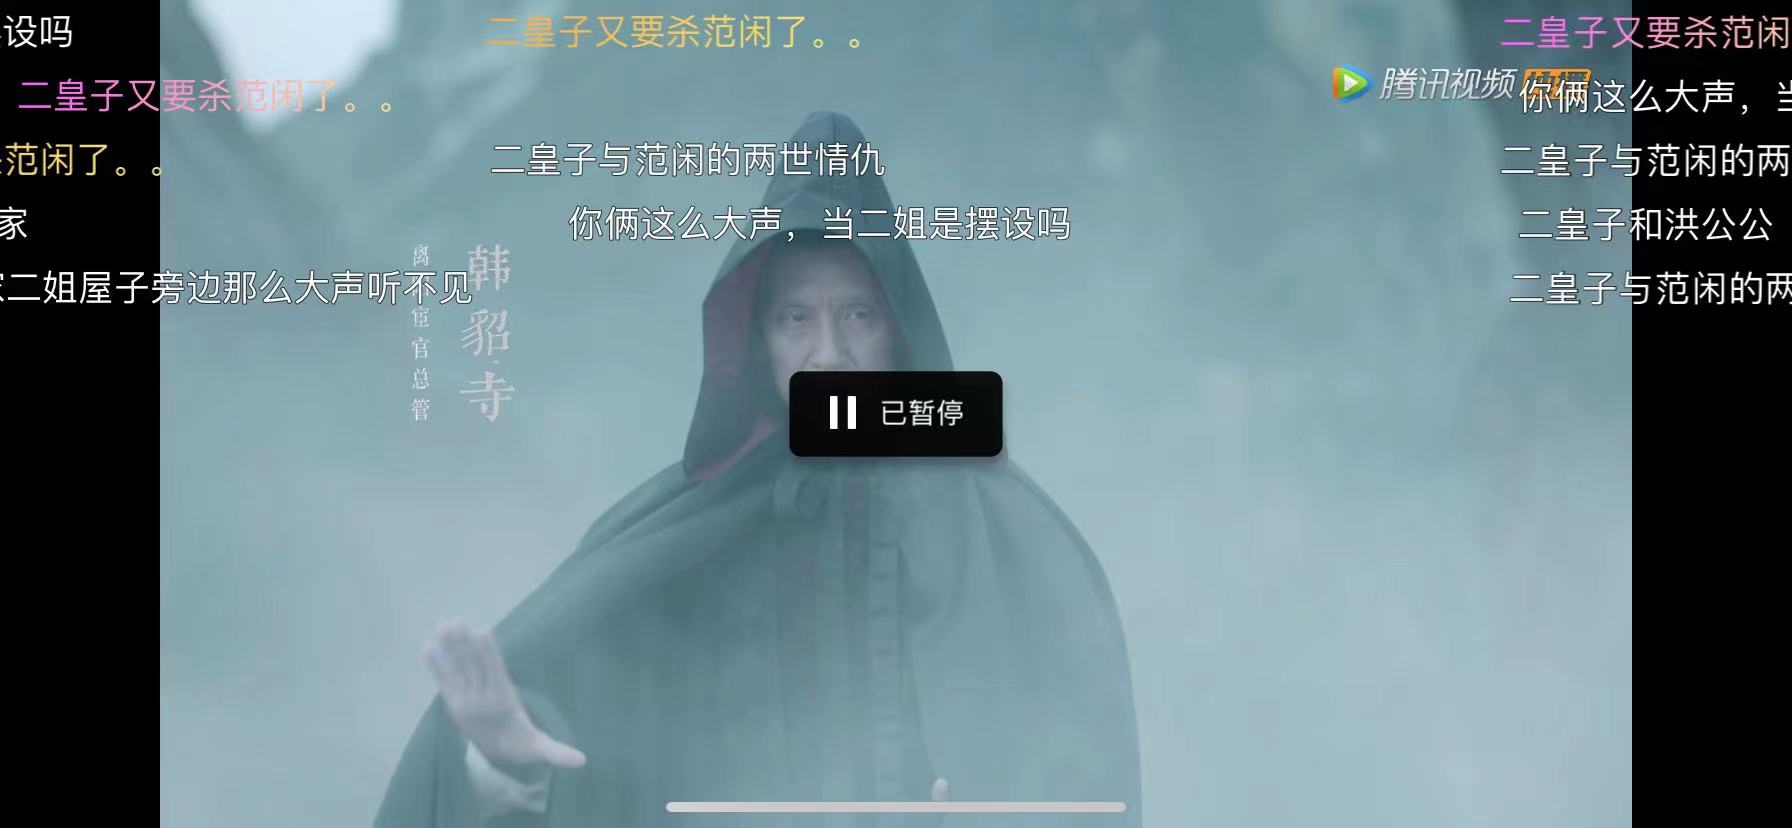 设吗
二皇子又要杀范闲了。。
二皇子又要杀范闲
二皇子又要杀范闲了。。
腾讯视频
你俩这么大声，当
范闲了。。
二皇子与范闲的两世情仇
二皇子与范闲的两
家
你俩这么大声，当二姐是摆设吗
二皇子和洪公公
二姐屋子旁边那么大声听不见
二皇子与范闲的两
韩貂寺
离阳宦官总管
已暂停